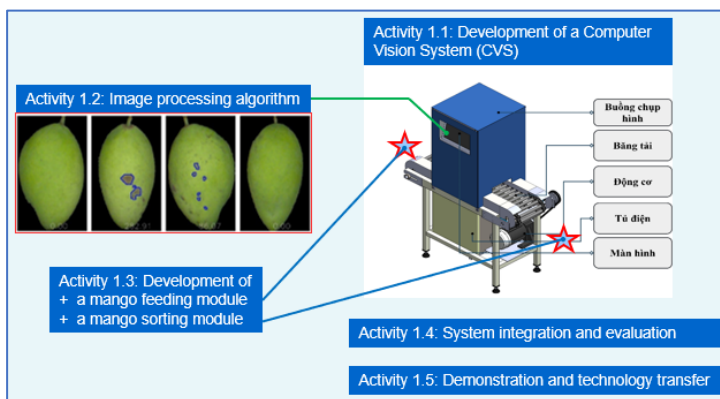 Activity 1.1: Development of a Computer
Vision System (CVS)
Activity 1.2: Image processing algorithm
Buồng chụp
hình
Băng tải
Động cơ
Tủ điện
Màn hình
Activity 1.3: Development of
+ a mango feeding module
+ a mango sorting module
Activity 1.4: System integration and evaluation
Activity 1.5: Demonstration and technology transfer